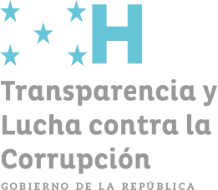 H
Transparencia y
Lucha contra la
Corrupción
GOBIERNO DE LA REPÚBLICA